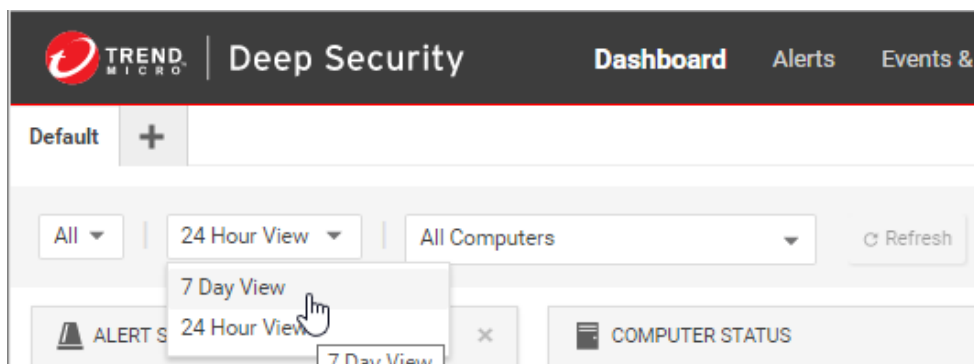 TREND MICRO Deep Security Dashboard Alerts Events &
Default
All 24 Hour View All Computers Refresh
7 Day View
24 Hour View
ALERT S COMPUTER STATUS
7 Day View